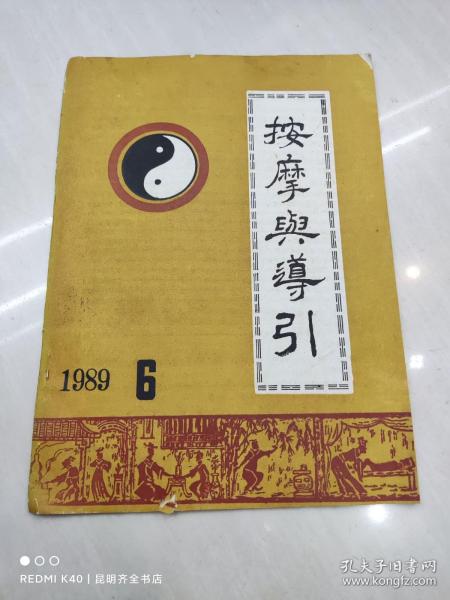 按摩與導引
1989 6
REDMI K40 | 昆明齐全书店
孔夫子旧书网
www.kongfz.com